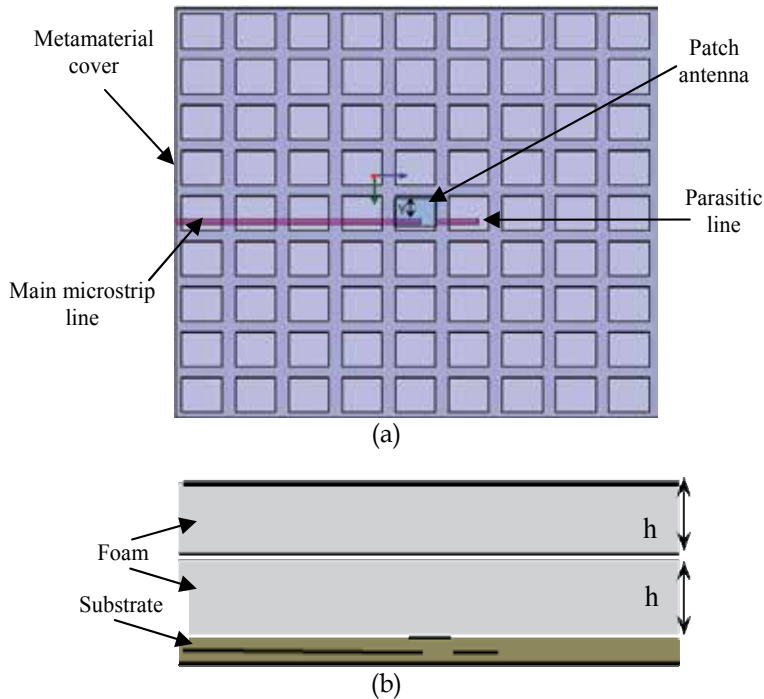 Metamaterial
cover
Patch
antenna
Y
Parasitic
line
Main microstrip
line
(a)
h
Foam
h
Substrate
(b)